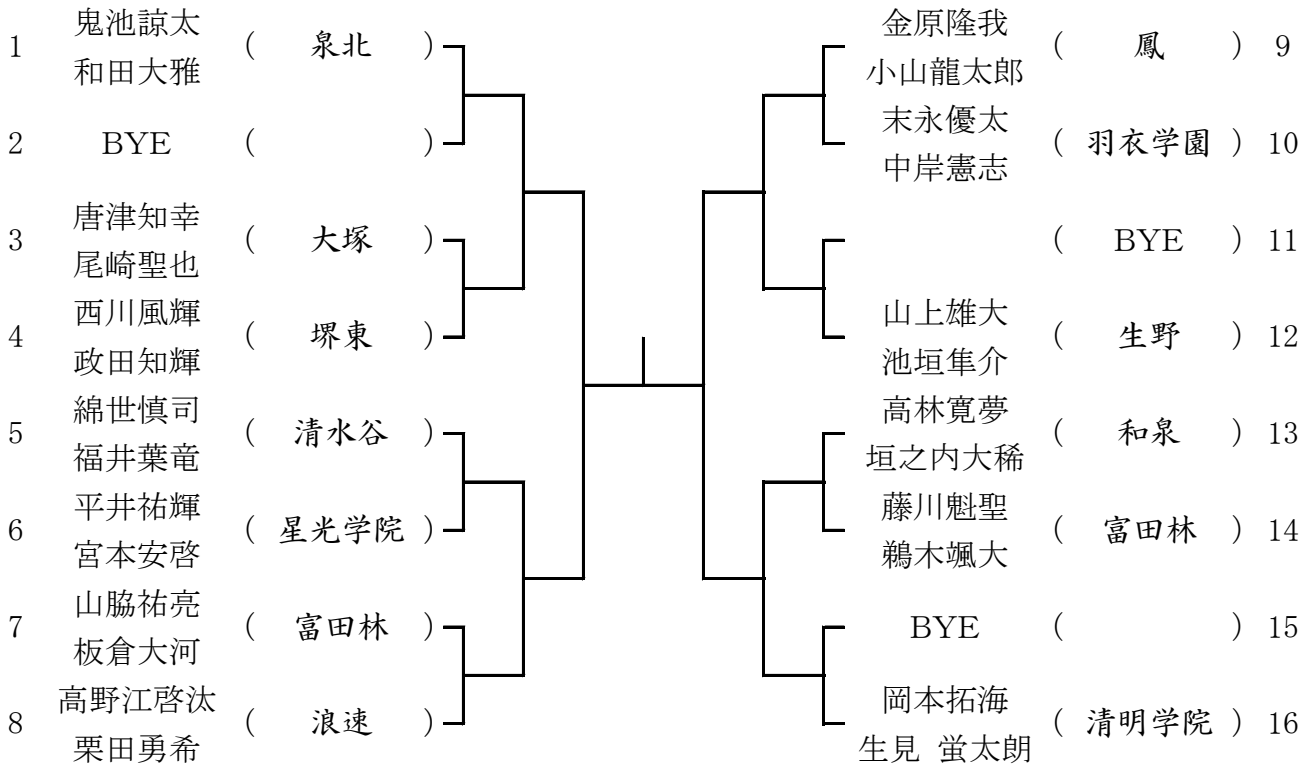 1 鬼池諒太 ( 泉北 )
和田大雅
2 BYE ( )
3 唐津知幸 ( 大塚 )
尾崎聖也
4 西川風輝 ( 堺東 )
政田知輝
5 綿世慎司 ( 清水谷 )
福井葉竜
6 平井祐輝 ( 星光学院 )
宮本安啓
7 山脇祐亮 ( 富田林 )
板倉大河
8 高野江啓汰 ( 浪速 )
栗田勇希
金原隆我 ( 鳳 ) 9
小山龍太郎
末永優太 ( 羽衣学園 ) 10
中岸憲志
( BYE ) 11
山上雄大 ( 生野 ) 12
池垣隼介
高林寛夢 ( 和泉 ) 13
垣之内大稀
藤川魁聖 ( 富田林 ) 14
鵜木颯大
BYE ( ) 15
岡本拓海 ( 清明学院 ) 16
生見 蛍太朗